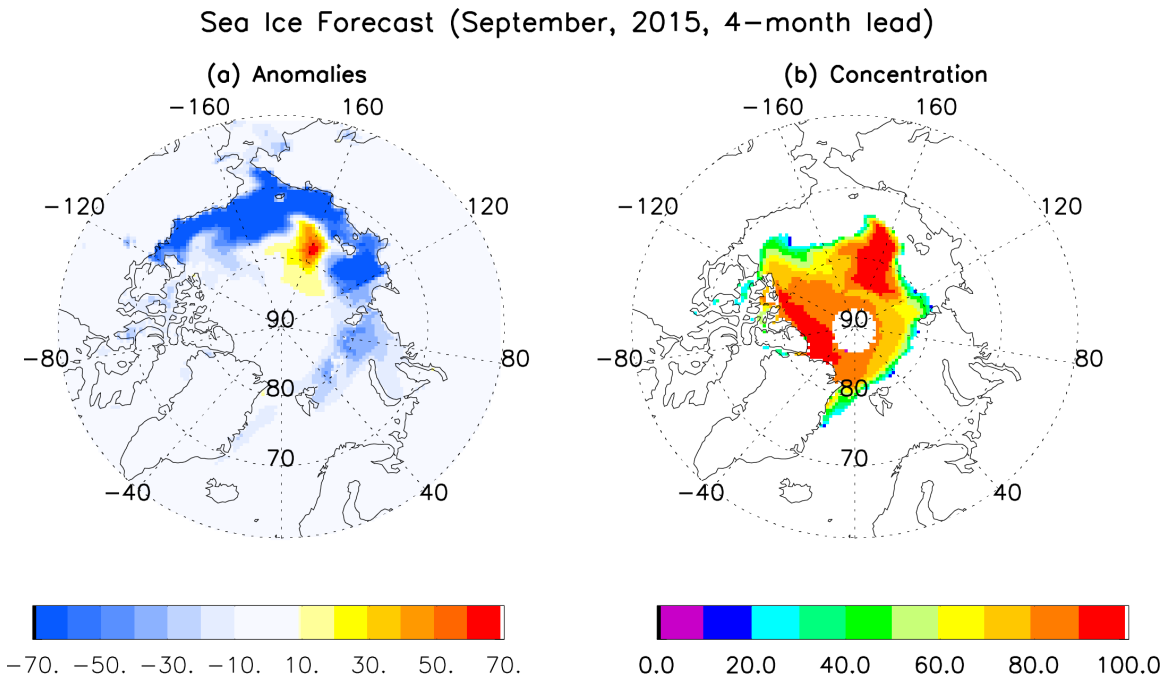 Sea Ice Forecast (September, 2015, 4−month lead)
(a) Anomalies
(b) Concentration
−160 160
−160 160
−120 120
−120 120
90
90
−80 80
−80 80
80
80
70
70
−40 40
−40 40
−70. −50. −30. −10. 10. 30. 50. 70.
0.0 20.0 40.0 60.0 80.0 100.0